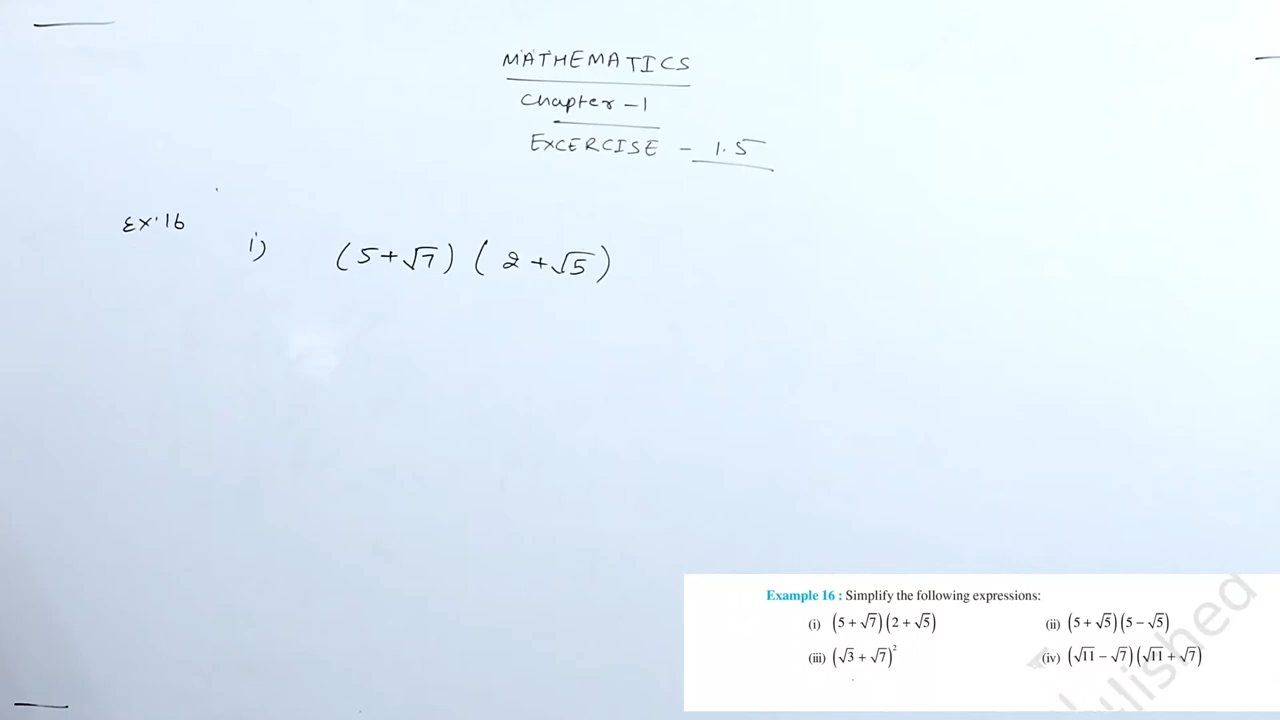 MATHEMATICS
Chapter - 1
EXCERCISE - 1.5
Ex.16
i) (5+√7) (2+√5)
Example 16 : Simplify the following expressions:
(i) (5 + √7)(2 + √5) (ii) (5 + √5)(5 − √5)
(iii) (√3 + √7)² (iv) (√11 − √7)(√11 + √7)